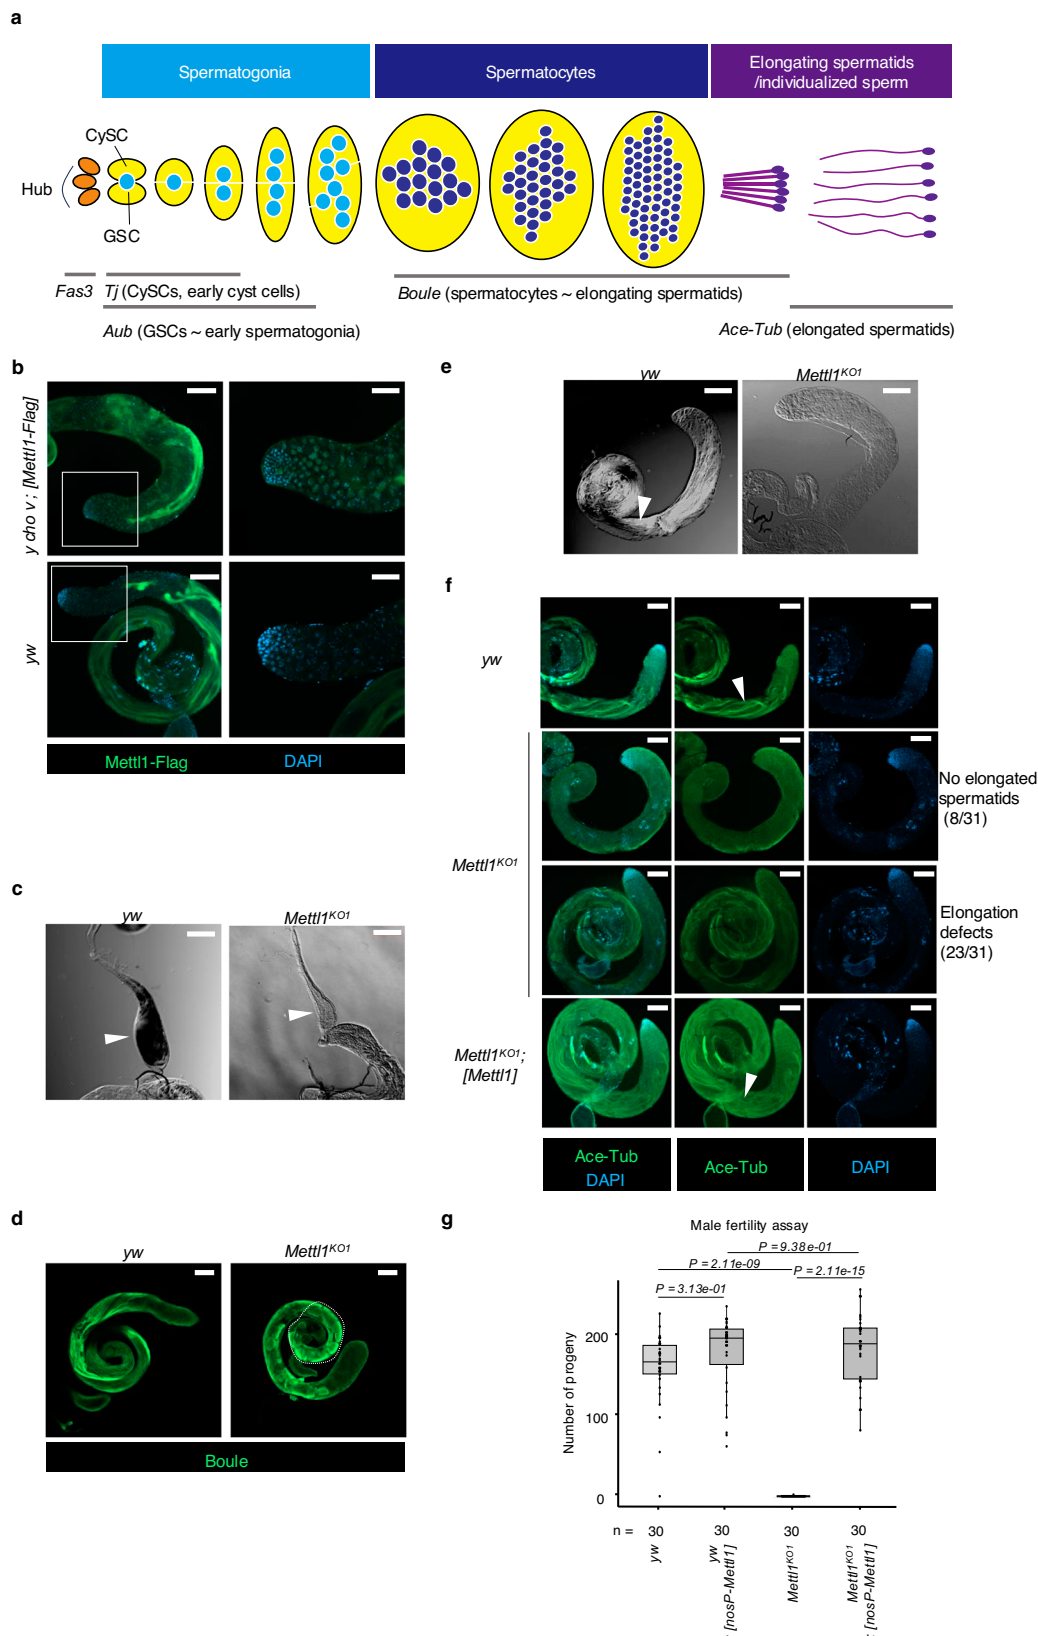 a
Spermatogonia
Spermatocytes
Elongating spermatids
/individualized sperm
CySC
Hub
GSC
Fas3
Tj (CySCs, early cyst cells)
Aub (GSCs ~ early spermatogonia)
Boule (spermatocytes ~ elongating spermatids)
Ace-Tub (elongated spermatids)
b
y cho v ; [Mettl1-Flag]
yw
Mettl1-Flag
DAPI
c
yw
Mettl1KO1
d
yw
Mettl1KO1
Boule
e
yw
Mettl1KO1
f
yw
Mettl1KO1
No elongated
spermatids
(8/31)
Elongation
defects
(23/31)
Mettl1KO1;
[Mettl1]
Ace-Tub
DAPI
Ace-Tub
DAPI
g
Male fertility assay
P = 9.38e-01
P = 2.11e-09
P = 2.11e-15
P = 3.13e-01
Number of progeny
200
100
0
n = 30 30 30 30
yw
yw
; [nosP-Mettl1]
Mettl1KO1
Mettl1KO1
; [nosP-Mettl1]